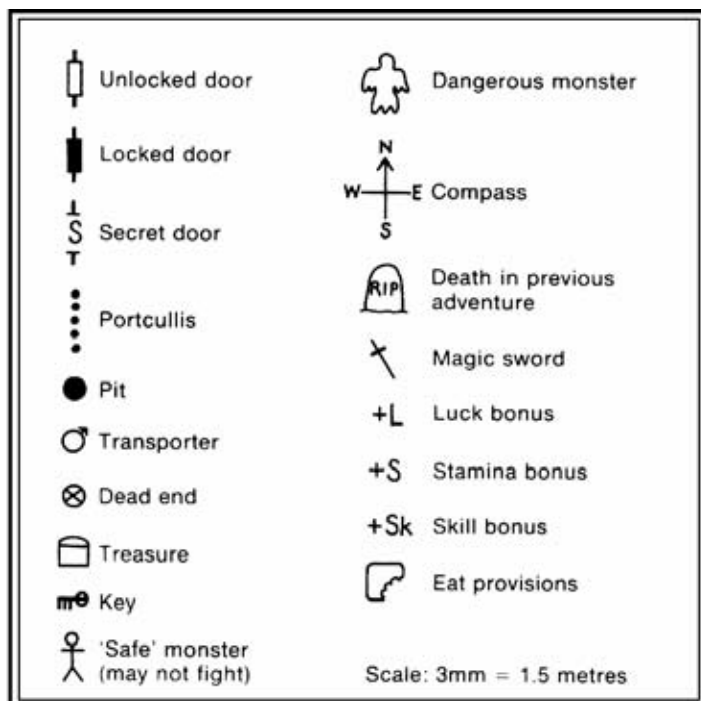 Unlocked door
Locked door
S
Secret door
Portcullis
Pit
Transporter
Dead end
Treasure
Key
'Safe' monster
(may not fight)
Dangerous monster
N
W E Compass
S
RIP
Death in previous
adventure
Magic sword
+L Luck bonus
+S Stamina bonus
+Sk Skill bonus
Eat provisions
Scale: 3mm = 1.5 metres